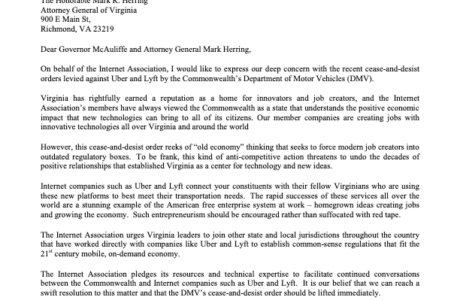 The Honorable Mark R. Herring
Attorney General of Virginia
900 E Main St,
Richmond, VA 23219
Dear Governor McAuliffe and Attorney General Mark Herring,
On behalf of the Internet Association, I would like to express our deep concern with the recent cease-and-desist
orders levied against Uber and Lyft by the Commonwealth's Department of Motor Vehicles (DMV).
Virginia has rightfully earned a reputation as a home for innovators and job creators, and the Internet
Association's members have always viewed the Commonwealth as a state that understands the positive economic
impact that new technologies can bring to all of its citizens. Our member companies are creating jobs with
innovative technologies all over Virginia and around the world
However, this cease-and-desist order reeks of "old economy" thinking that seeks to force modern job creators into
outdated regulatory boxes. To be frank, this kind of anti-competitive action threatens to undo the decades of
positive relationships that established Virginia as a center for technology and new ideas.
Internet companies such as Uber and Lyft connect your constituents with their fellow Virginians who are using
these new platforms to best meet their transportation needs. The rapid successes of these services all over the
world are a stunning example of the American free enterprise system at work – homegrown ideas creating jobs
and growing the economy. Such entrepreneurism should be encouraged rather than suffocated with red tape.
The Internet Association urges Virginia leaders to join other state and local jurisdictions throughout the country
that have worked directly with companies like Uber and Lyft to establish common-sense regulations that fit the
21st century mobile, on-demand economy.
The Internet Association pledges its resources and technical expertise to facilitate continued conversations
between the Commonwealth and Internet companies such as Uber and Lyft. It is our belief that we can reach a
swift resolution to this matter and that the DMV's cease-and-desist order should be lifted immediately.